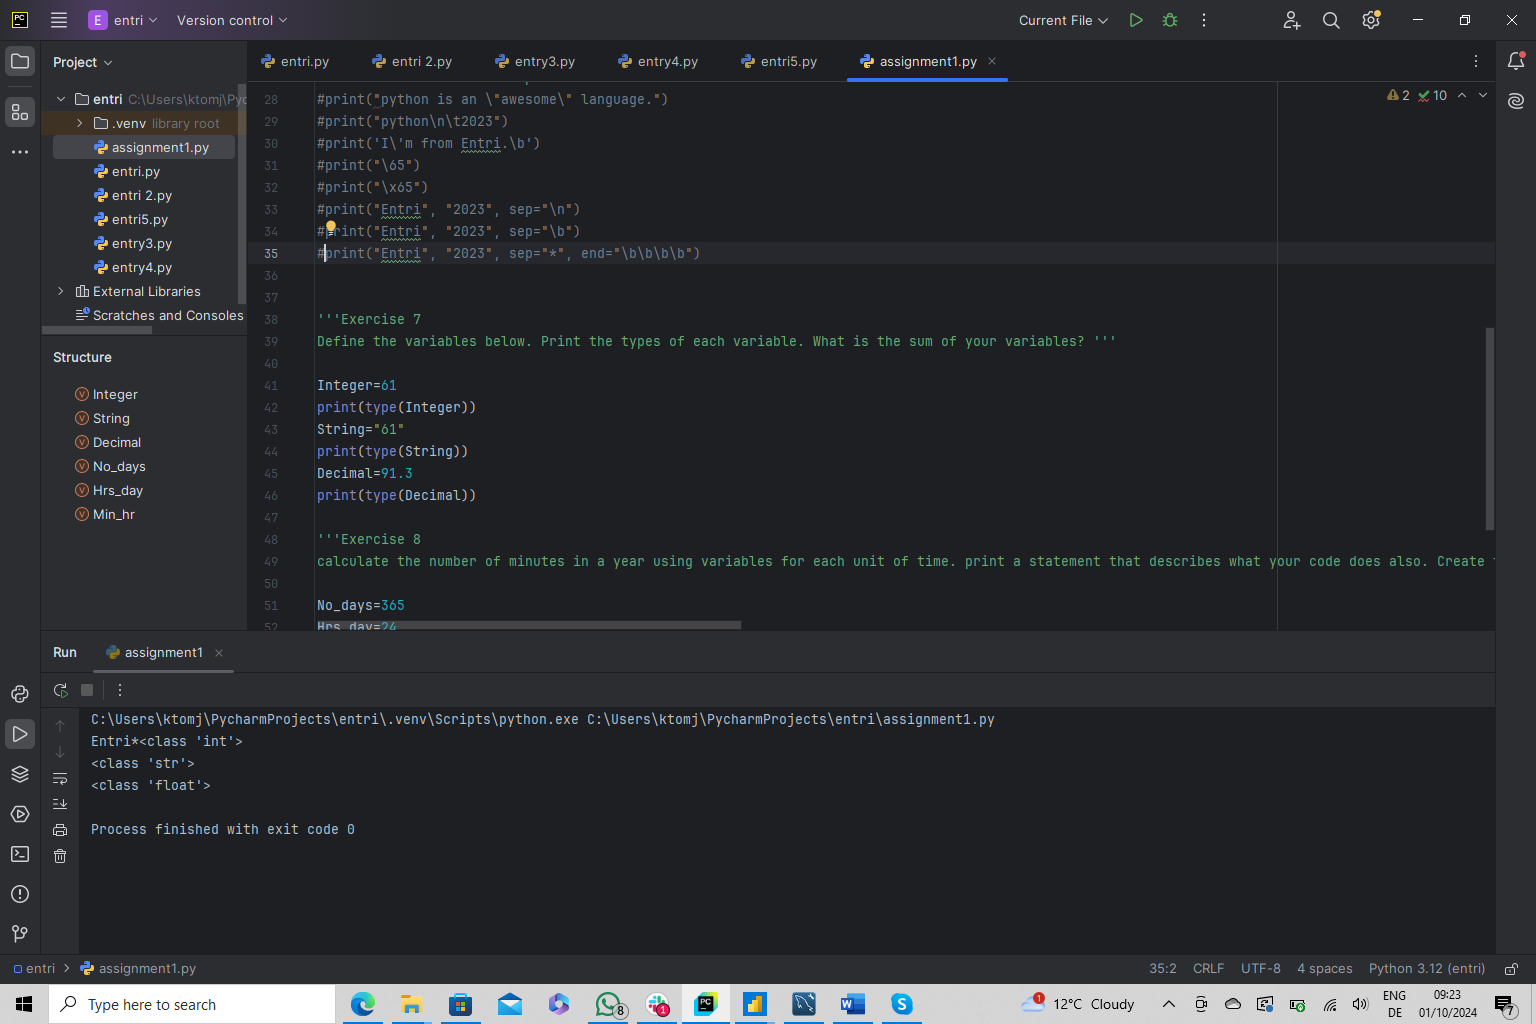 PC E entri Version control Current File
Project entri.py entri 2.py entry3.py entry4.py entri5.py assignment1.py
entri C:\Users\ktomj\Pyc
.venv library root
assignment1.py
entri.py
entri 2.py
entri5.py
entry3.py
entry4.py
External Libraries
Scratches and Consoles
Structure
Integer
String
Decimal
No_days
Hrs_day
Min_hr
2 10
28 #print("python is an \"awesome\" language.")
29 #print("python\n\t2023")
30 #print('I\'m from Entri.\b')
31 #print("\65")
32 #print("\x65")
33 #print("Entri", "2023", sep="\n")
34 #print("Entri", "2023", sep="\b")
35 #print("Entri", "2023", sep="*", end="\b\b\b\b")
36
37
38 '''Exercise 7
39 Define the variables below. Print the types of each variable. What is the sum of your variables? '''
40
41 Integer=61
42 print(type(Integer))
43 String="61"
44 print(type(String))
45 Decimal=91.3
46 print(type(Decimal))
47
48 '''Exercise 8
49 calculate the number of minutes in a year using variables for each unit of time. print a statement that describes what your code does also. Create
50
51 No_days=365
52 Hrs_day=24
Run assignment1
C:\Users\ktomj\PycharmProjects\entri\.venv\Scripts\python.exe C:\Users\ktomj\PycharmProjects\entri\assignment1.py
Entri*<class 'int'>
<class 'str'>
<class 'float'>
Process finished with exit code 0
entri assignment1.py 35:2 CRLF UTF-8 4 spaces Python 3.12 (entri)
Type here to search 8 1 PC W S 1 12°C Cloudy ENG 09:23
DE 01/10/2024 7